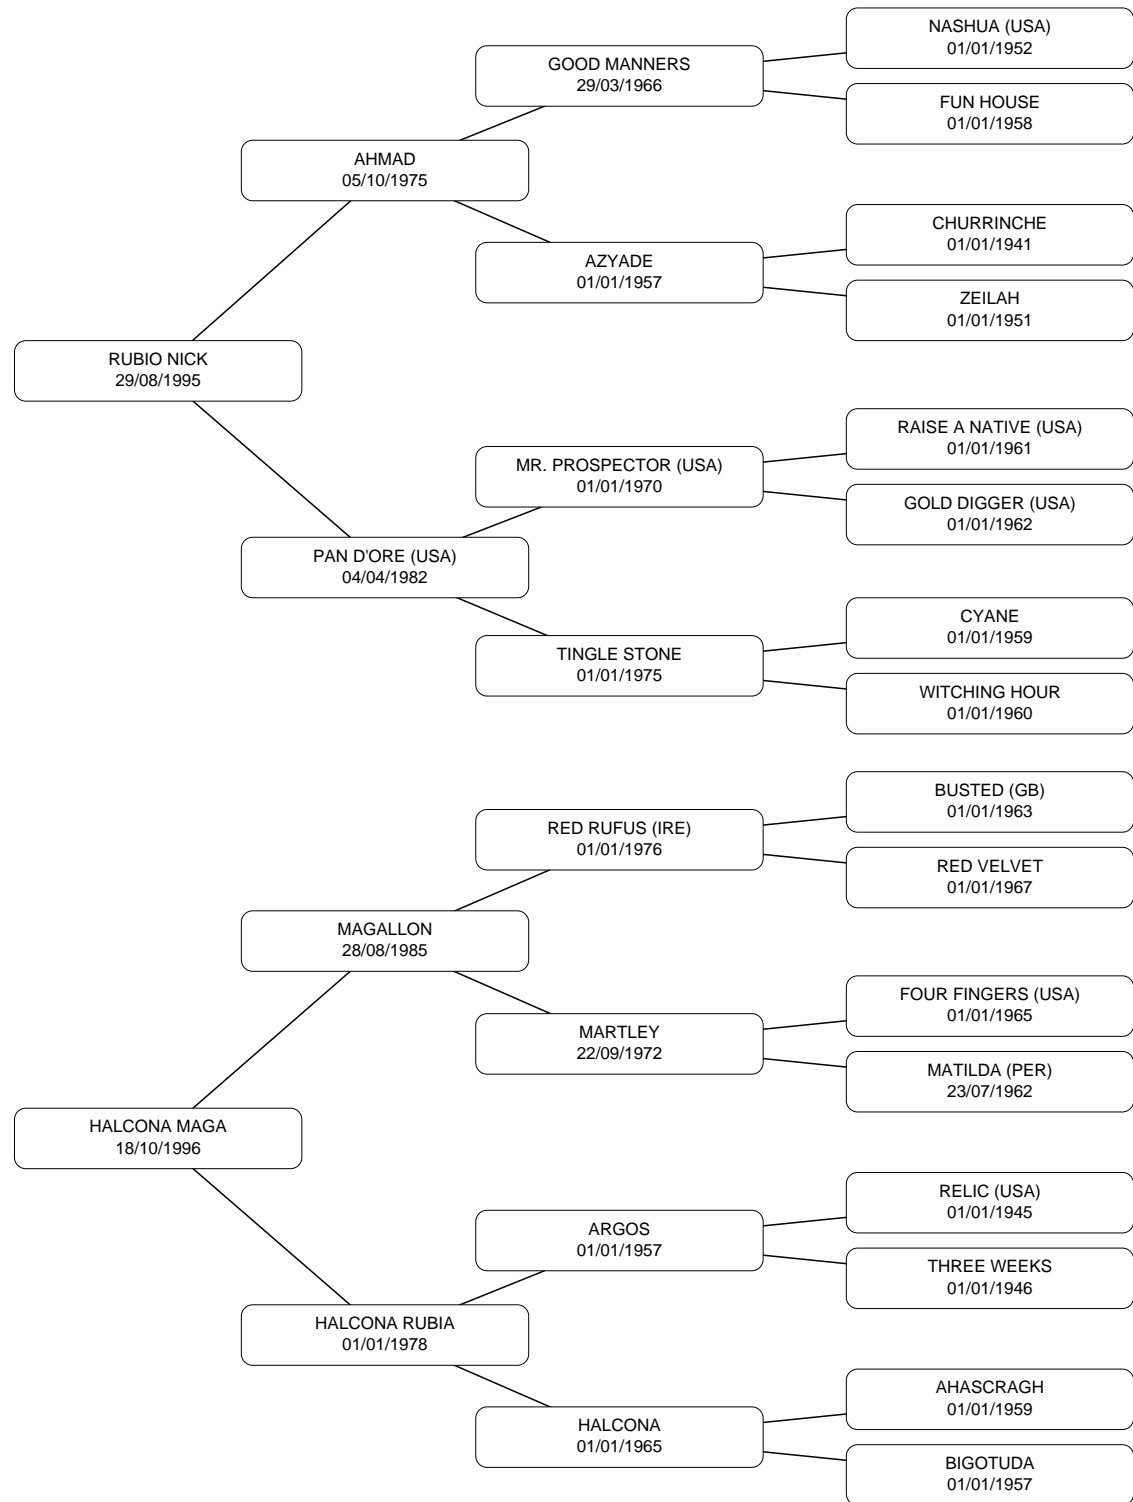 NASHUA (USA)
01/01/1952
GOOD MANNERS
29/03/1966
FUN HOUSE
01/01/1958
AHMAD
05/10/1975
CHURRINCHE
01/01/1941
AZYADE
01/01/1957
ZEILAH
01/01/1951
RUBIO NICK
29/08/1995
RAISE A NATIVE (USA)
01/01/1961
MR. PROSPECTOR (USA)
01/01/1970
GOLD DIGGER (USA)
01/01/1962
PAN D'ORE (USA)
04/04/1982
CYANE
01/01/1959
TINGLE STONE
01/01/1975
WITCHING HOUR
01/01/1960
BUSTED (GB)
01/01/1963
RED RUFUS (IRE)
01/01/1976
RED VELVET
01/01/1967
MAGALLON
28/08/1985
FOUR FINGERS (USA)
01/01/1965
MARTLEY
22/09/1972
MATILDA (PER)
23/07/1962
HALCONA MAGA
18/10/1996
RELIC (USA)
01/01/1945
ARGOS
01/01/1957
THREE WEEKS
01/01/1946
HALCONA RUBIA
01/01/1978
AHASCRAGH
01/01/1959
HALCONA
01/01/1965
BIGOTUDA
01/01/1957